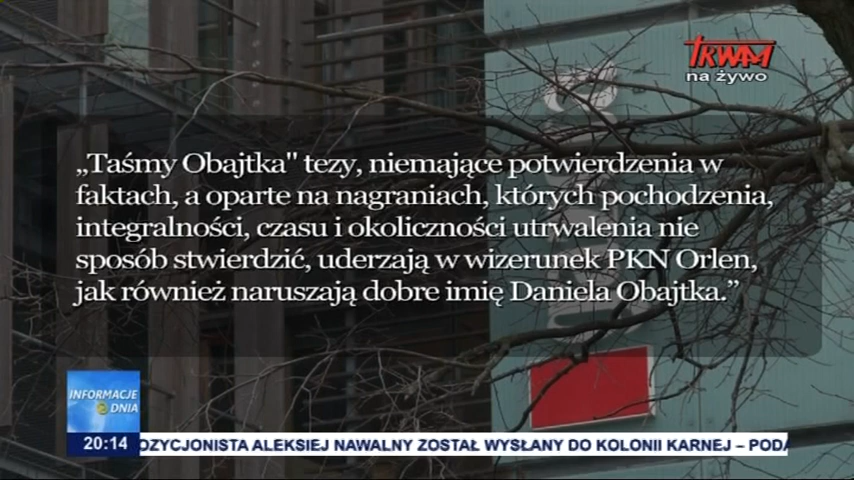 TRWAM
na żywo
„Taśmy Obajtka" tezy, niemające potwierdzenia w
faktach, a oparte na nagraniach, których pochodzenia,
integralności, czasu i okoliczności utrwalenia nie
sposób stwierdzić, uderzają w wizerunek PKN Orlen,
jak również naruszają dobre imię Daniela Obajtka.”
INFORMACJE
DNIA
20:14
OZYCJONISTA ALEKSIEJ NAWALNY ZOSTAŁ WYSŁANY DO KOLONII KARNEJ – PODA